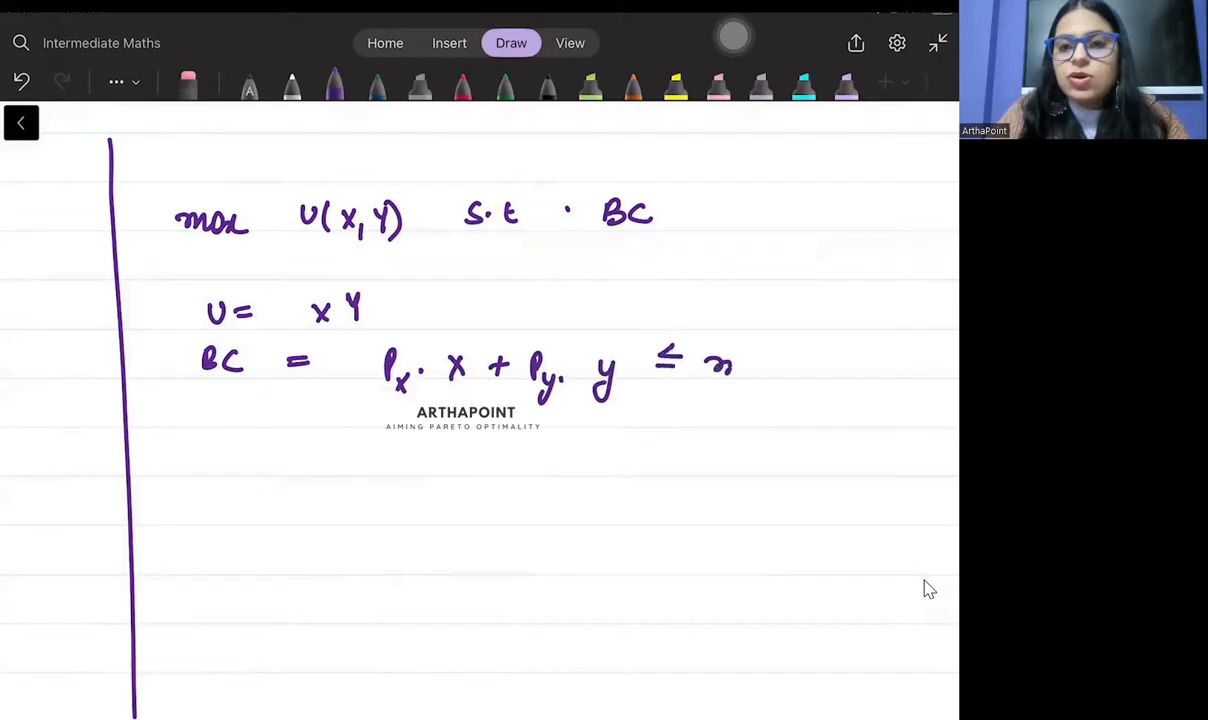 Intermediate Maths
Home Insert Draw View
A
ArthaPoint
max U(x, y) s.t. BC
U = x y
BC = Px. x + Py. y ≤ m
ARTHAPOINT
AIMING PARETO OPTIMALITY